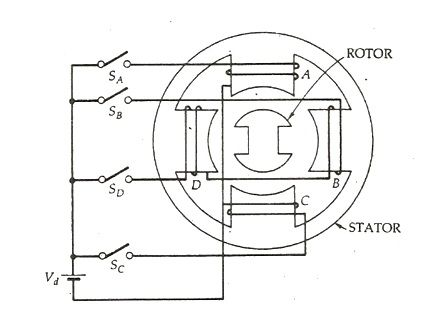 ROTOR
S_A
A
S_B
S_D
D
B
C
STATOR
S_C
V_d